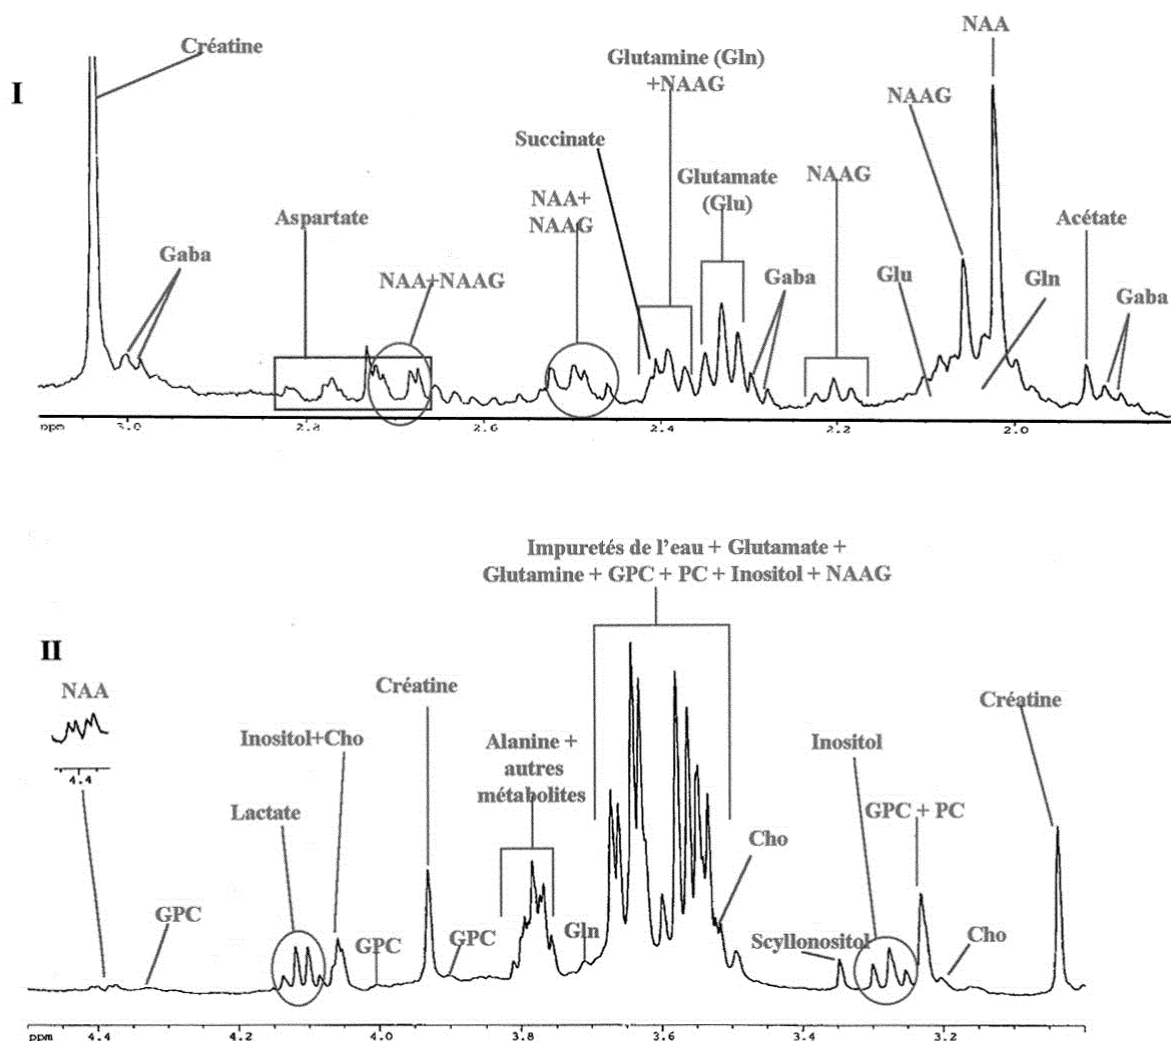 I
Créatine
Gaba
Aspartate
NAA+NAAG
NAA+
NAAG
Succinate
Glutamine (Gln)
+NAAG
Glutamate
(Glu)
Gaba
NAAG
Glu
NAAG
NAA
Gln
Acétate
Gaba
ppm 3.0 2.8 2.6 2.4 2.2 2.0
II
Impuretés de l'eau + Glutamate +
Glutamine + GPC + PC + Inositol + NAAG
NAA
4.4
GPC
Lactate
Inositol+Cho
GPC
Créatine
GPC
Alanine +
autres
métabolites
Gln
Cho
Scyllonositol
Inositol
GPC + PC
Cho
Créatine
ppm 4.4 4.2 4.0 3.8 3.6 3.4 3.2